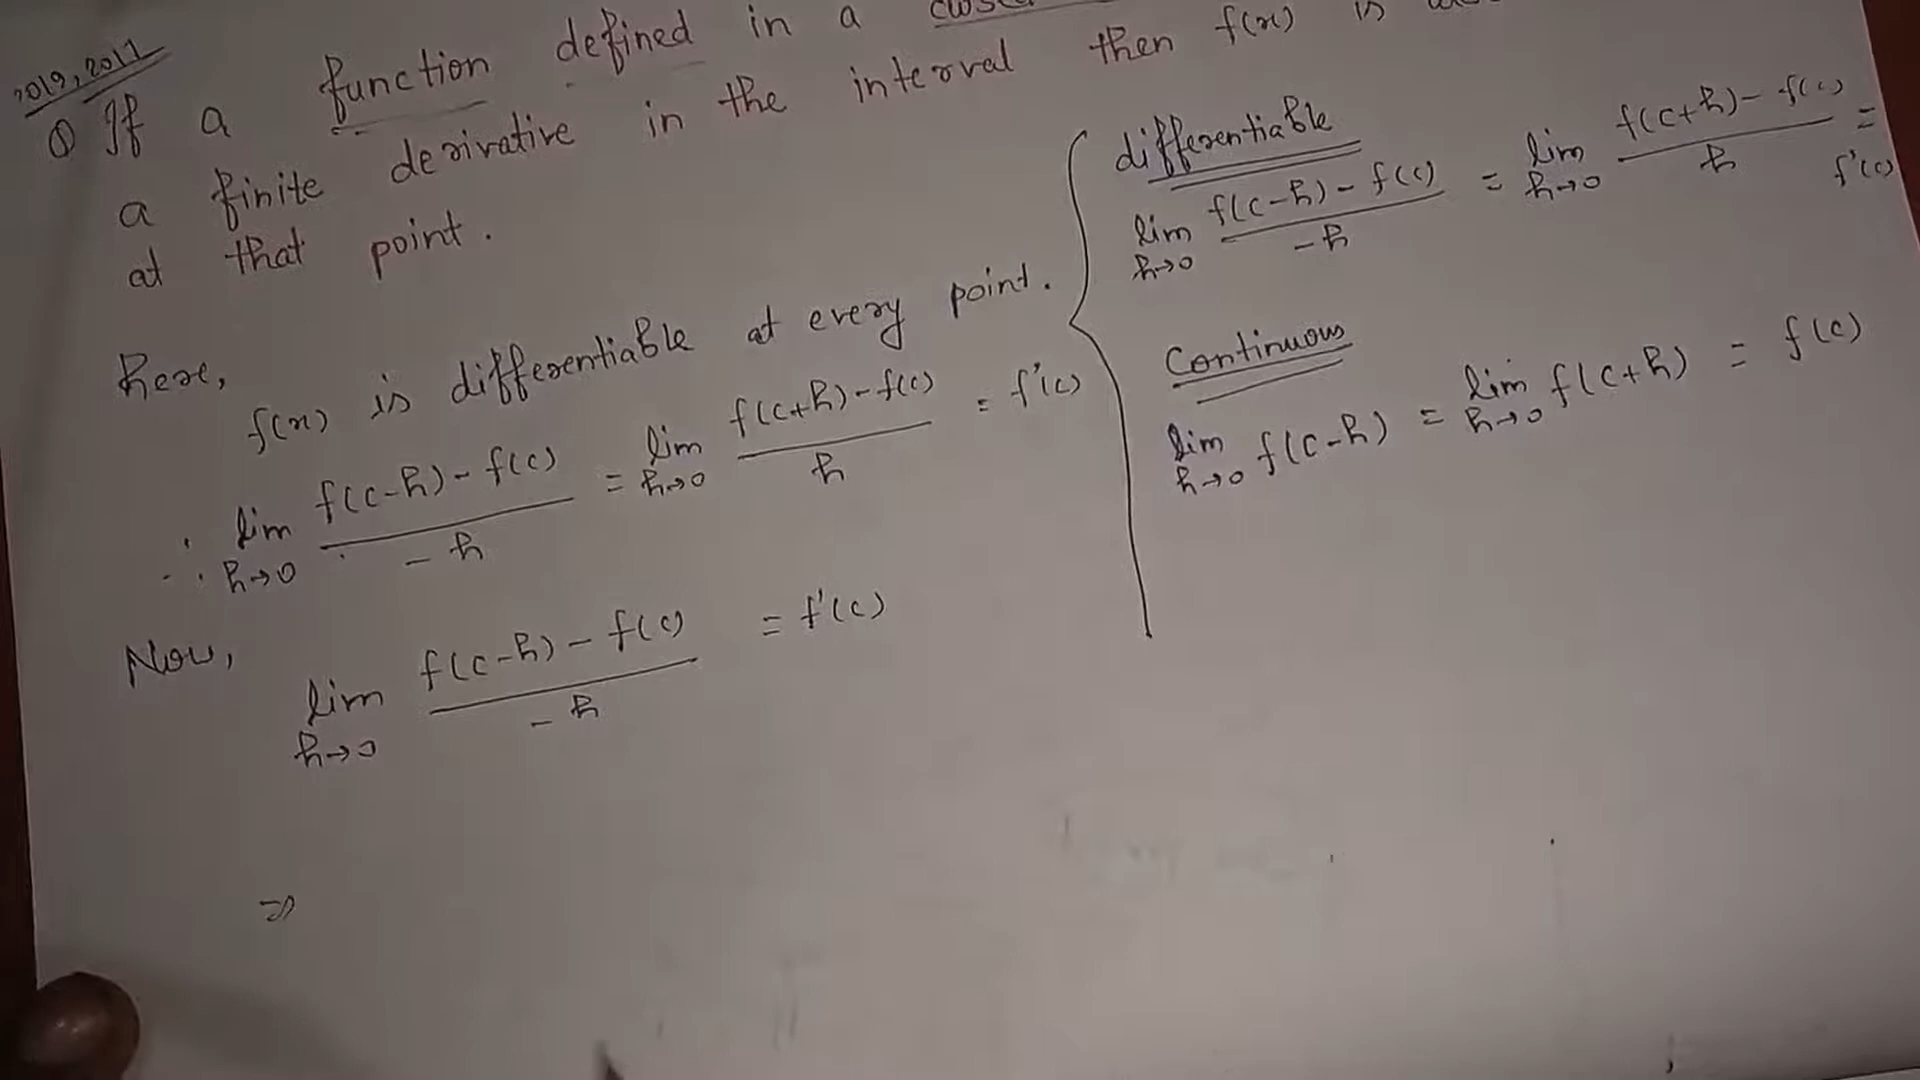 2019, 2017
Q If a function defined in a
a finite derivative in the interval then f(x) is
at that point.
here,
f(x) is differentiable at every point.
∴ lim h→0 f(c-h) - f(c) / -h = lim h→0 f(c+h) - f(c) / h = f'(c)
Now,
lim h→0 f(c-h) - f(c) / -h = f'(c)
⇒
differentiable
lim h→0 f(c-h) - f(c) / -h = lim h→0 f(c+h) - f(c) / h = f'(c)
Continuous
lim h→0 f(c-h) = lim h→0 f(c+h) = f(c)